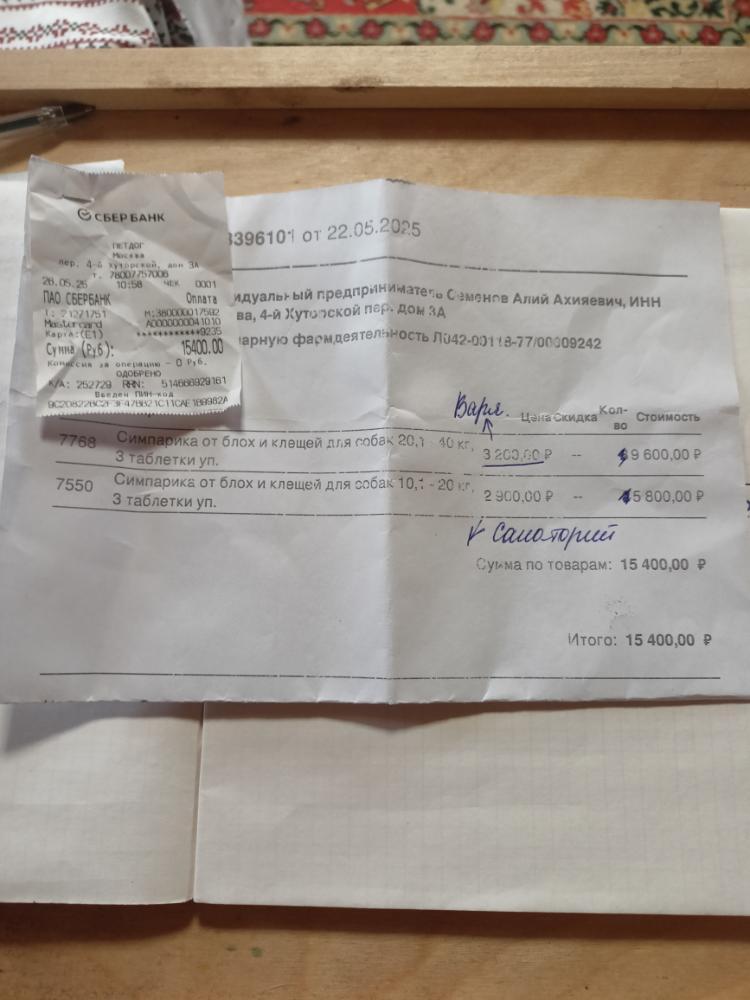 СБЕРБАНК
ПЕТДОГ
Москва
пер. 4-й Хуторской, дом 3А
т. 78007757006
26.05.25 10:58 ЧЕК 0001
ПАО СБЕРБАНК Оплата
Т: 21271751 М:380000017592
Mastercard A0000000041010
Карта:(E1) ************9235
Сумма (Руб): 15400.00
Комиссия за операцию - 0 Руб.
ОДОБРЕНО
К/А: 252729 RRN: 514666929161
Введен ПИН-код
3396101 от 22.05.2025
идуальный предприниматель Семенов Алий Ахияевич, ИНН
ва, 4-й Хуторской пер. дом 3А
арную фармдеятельность Л042-00118-77/00609242
Варя.
Цена Скидка Кол-во Стоимость
7768 Симпарика от блох и клещей для собак 20,1 - 40 кг, 3 200,00 ₽ -- 9 600,00 ₽
3 таблетки уп.
7550 Симпарика от блох и клещей для собак 10,1 - 20 кг, 2 900,00 ₽ -- 5 800,00 ₽
3 таблетки уп.
Санаторий
Сумма по товарам: 15 400,00 ₽
Итого: 15 400,00 ₽